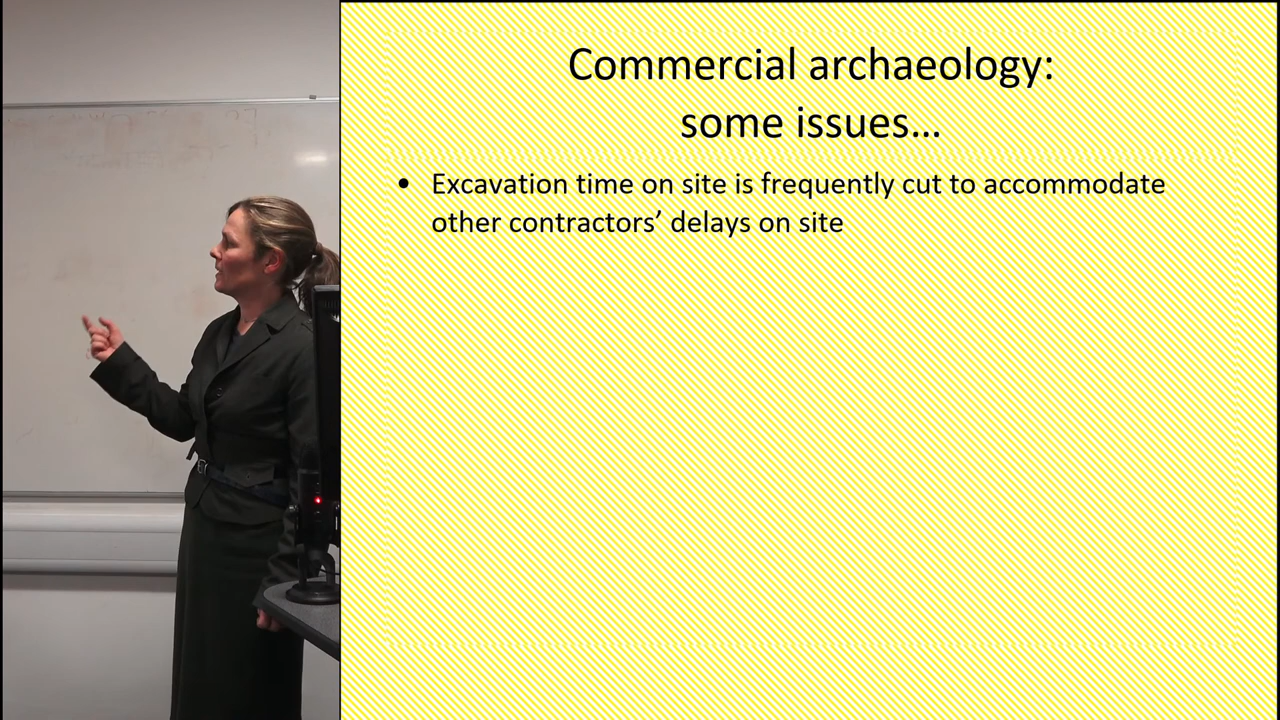 Commercial archaeology:
some issues…
• Excavation time on site is frequently cut to accommodate
other contractors’ delays on site